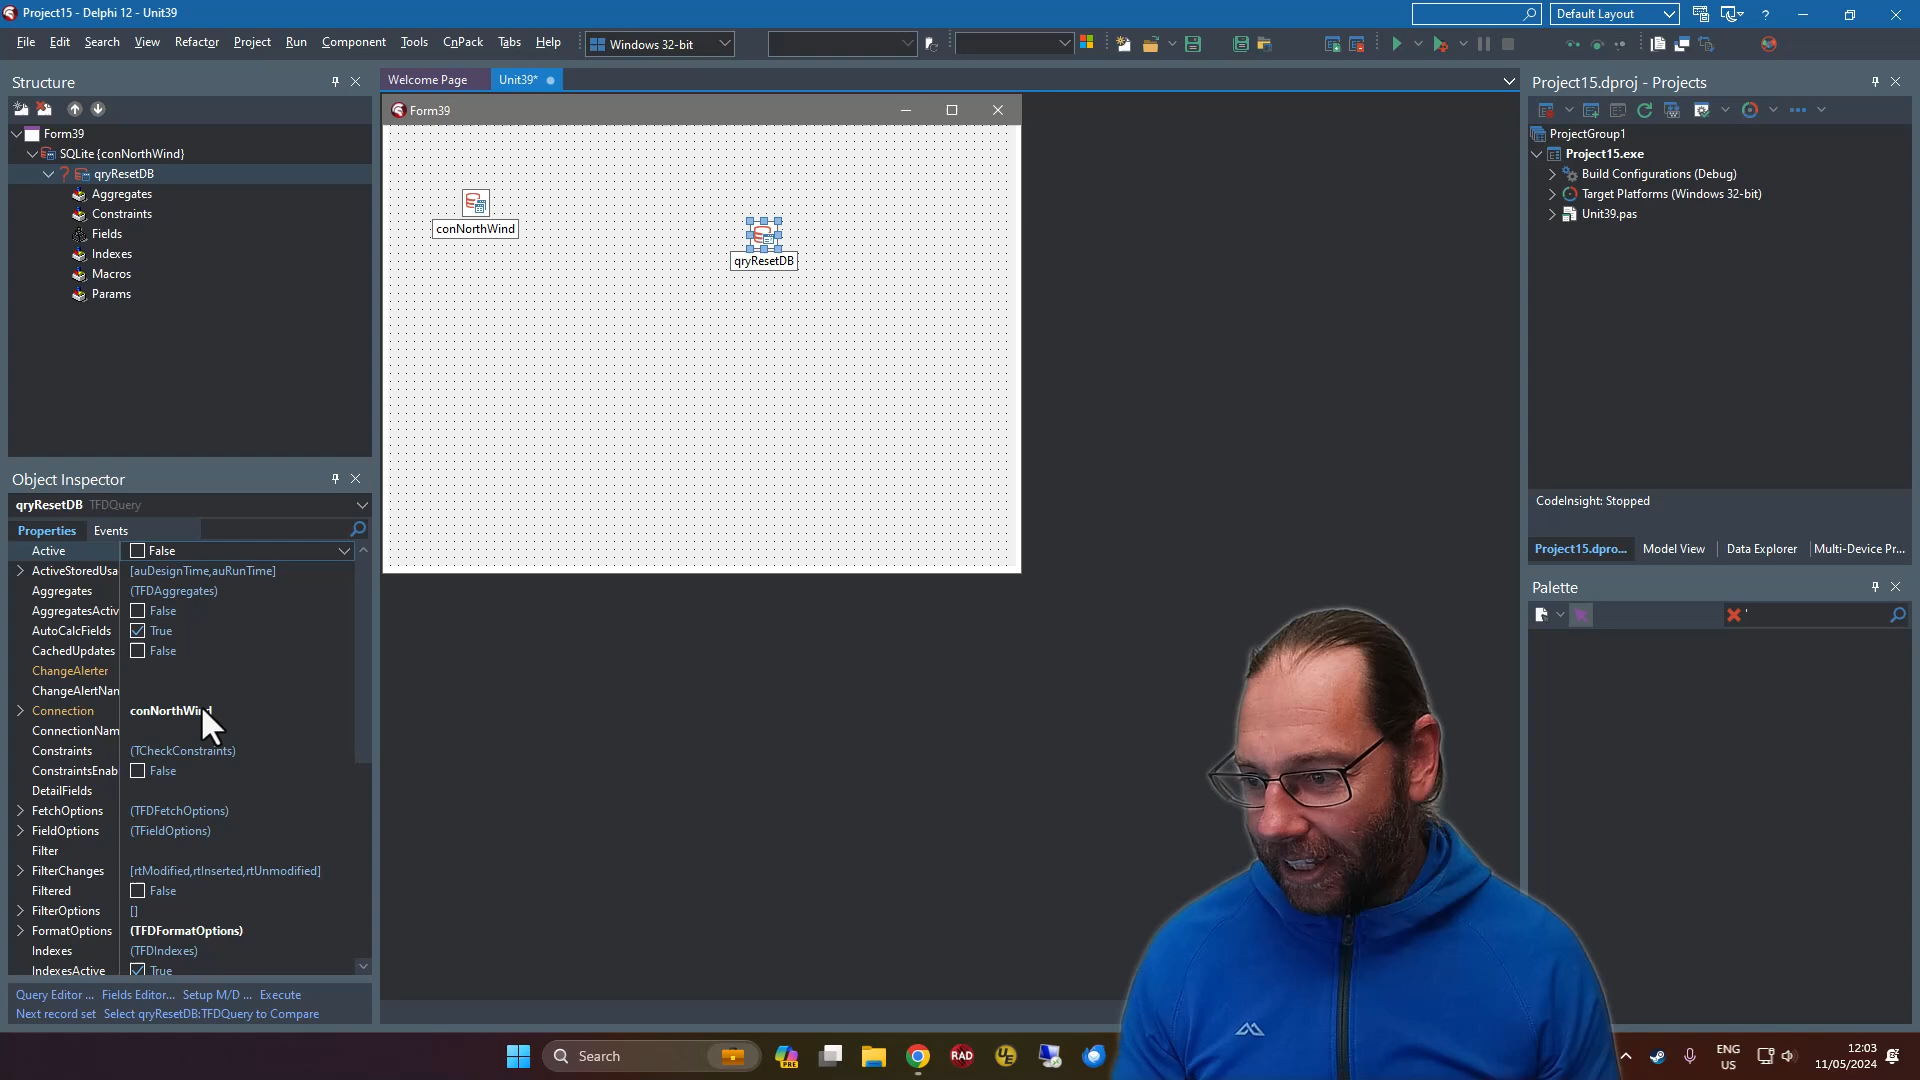 Project15 - Delphi 12 - Unit39
Default Layout
?
File Edit Search View Refactor Project Run Component Tools CnPack Tabs Help
Windows 32-bit
Structure
Form39
SQLite {conNorthWind}
qryResetDB
Aggregates
Constraints
Fields
Indexes
Macros
Params
Object Inspector
qryResetDB TFDQuery
Properties Events
Active False
ActiveStoredUsa [auDesignTime,auRunTime]
Aggregates (TFDAggregates)
AggregatesActiv False
AutoCalcFields True
CachedUpdates False
ChangeAlerter
ChangeAlertNan
Connection conNorthWind
ConnectionNam
Constraints (TCheckConstraints)
ConstraintsEnab False
DetailFields
FetchOptions (TFDFetchOptions)
FieldOptions (TFieldOptions)
Filter
FilterChanges [rtModified,rtInserted,rtUnmodified]
Filtered False
FilterOptions []
FormatOptions (TFDFormatOptions)
Indexes (TFDIndexes)
IndexesActive True
Query Editor ... Fields Editor... Setup M/D ... Execute
Next record set Select qryResetDB:TFDQuery to Compare
Welcome Page Unit39*
Form39
conNorthWind
qryResetDB
Project15.dproj - Projects
ProjectGroup1
Project15.exe
Build Configurations (Debug)
Target Platforms (Windows 32-bit)
Unit39.pas
CodeInsight: Stopped
Project15.dpro... Model View Data Explorer Multi-Device Pr...
Palette
'
Search
PRE
RAD
UE
ENG
US
12:03
11/05/2024